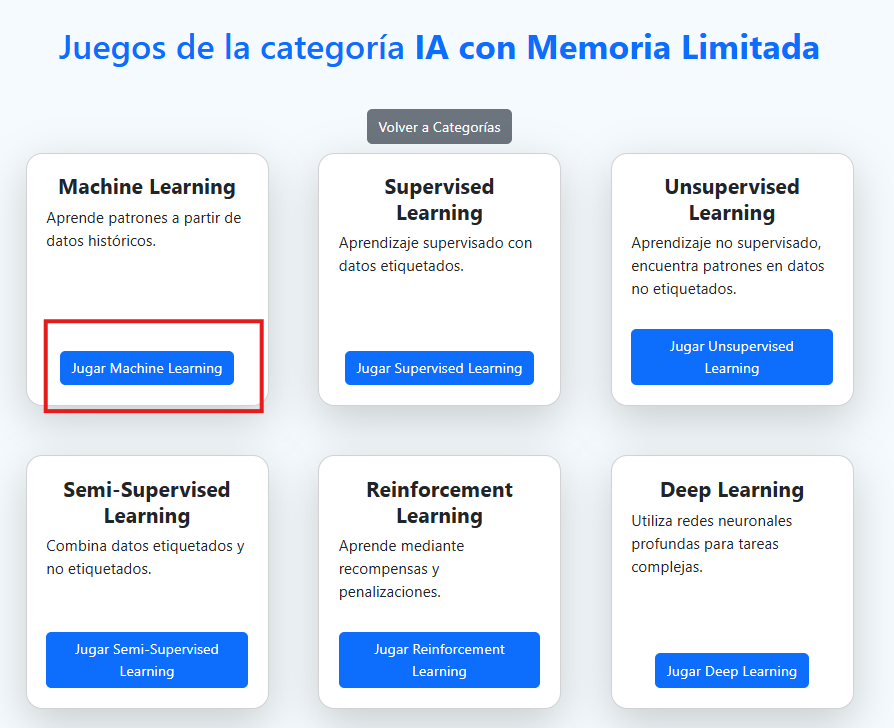 Juegos de la categoría IA con Memoria Limitada
Volver a Categorías
Machine Learning
Aprende patrones a partir de
datos históricos.
Jugar Machine Learning
Supervised
Learning
Aprendizaje supervisado con
datos etiquetados.
Jugar Supervised Learning
Unsupervised
Learning
Aprendizaje no supervisado,
encuentra patrones en datos
no etiquetados.
Jugar Unsupervised
Learning
Semi-Supervised
Learning
Combina datos etiquetados y
no etiquetados.
Jugar Semi-Supervised
Learning
Reinforcement
Learning
Aprende mediante
recompensas y
penalizaciones.
Jugar Reinforcement
Learning
Deep Learning
Utiliza redes neuronales
profundas para tareas
complejas.
Jugar Deep Learning